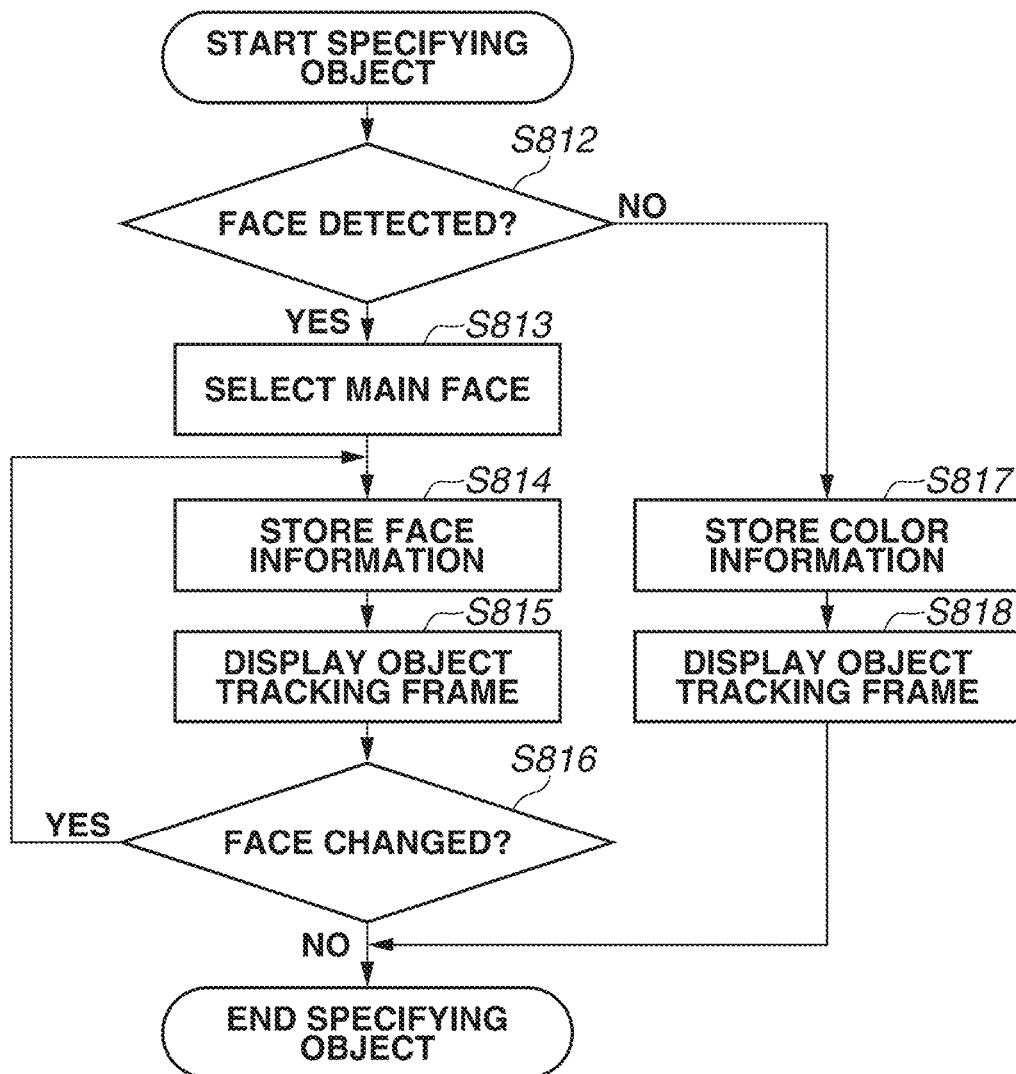 START SPECIFYING
OBJECT
S812
FACE DETECTED?
NO
YES
S813
SELECT MAIN FACE
S814
STORE FACE
INFORMATION
S817
STORE COLOR
INFORMATION
S815
DISPLAY OBJECT
TRACKING FRAME
S818
DISPLAY OBJECT
TRACKING FRAME
S816
YES
FACE CHANGED?
NO
END SPECIFYING
OBJECT